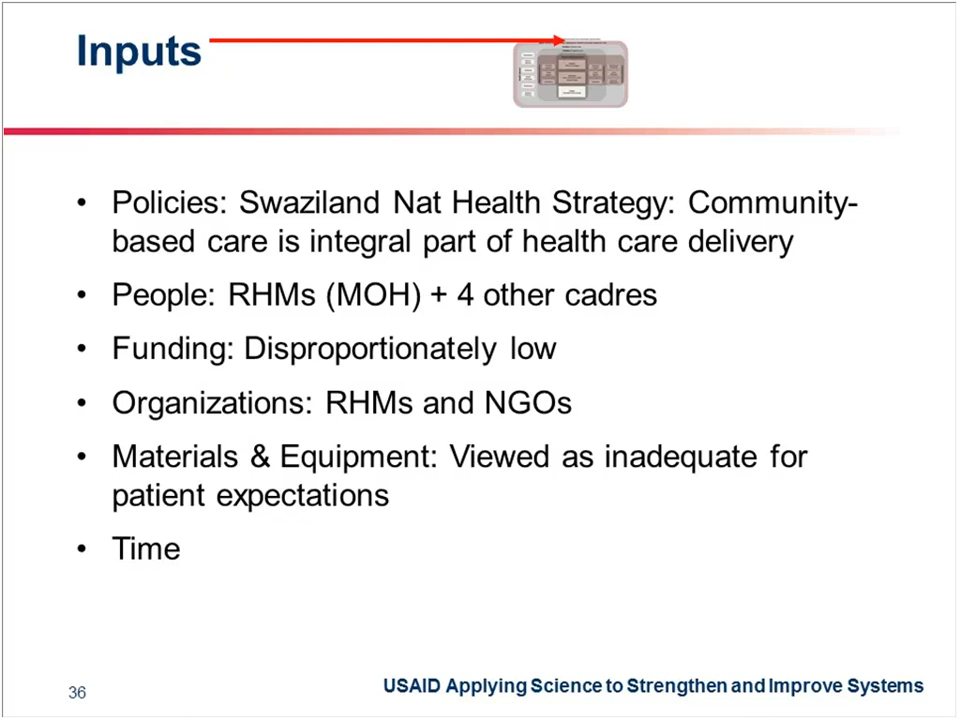 Inputs
• Policies: Swaziland Nat Health Strategy: Community-
based care is integral part of health care delivery
• People: RHMs (MOH) + 4 other cadres
• Funding: Disproportionately low
• Organizations: RHMs and NGOs
• Materials & Equipment: Viewed as inadequate for
patient expectations
• Time
36
USAID Applying Science to Strengthen and Improve Systems